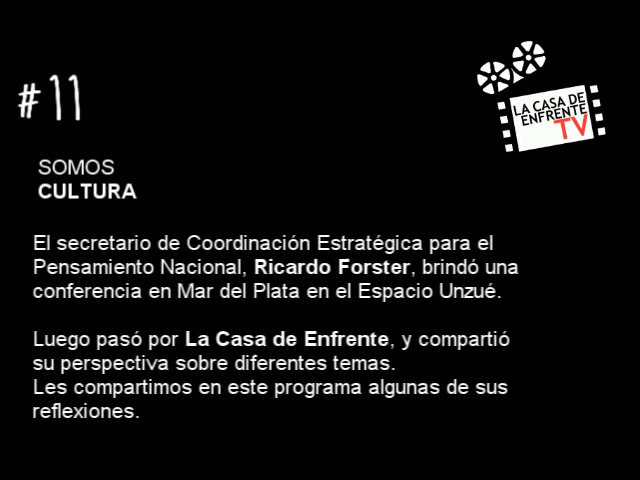 #11
LA CASA DE
ENFRENTE
TV
SOMOS
CULTURA
El secretario de Coordinación Estratégica para el
Pensamiento Nacional, Ricardo Forster, brindó una
conferencia en Mar del Plata en el Espacio Unzué.
Luego pasó por La Casa de Enfrente, y compartió
su perspectiva sobre diferentes temas.
Les compartimos en este programa algunas de sus
reflexiones.